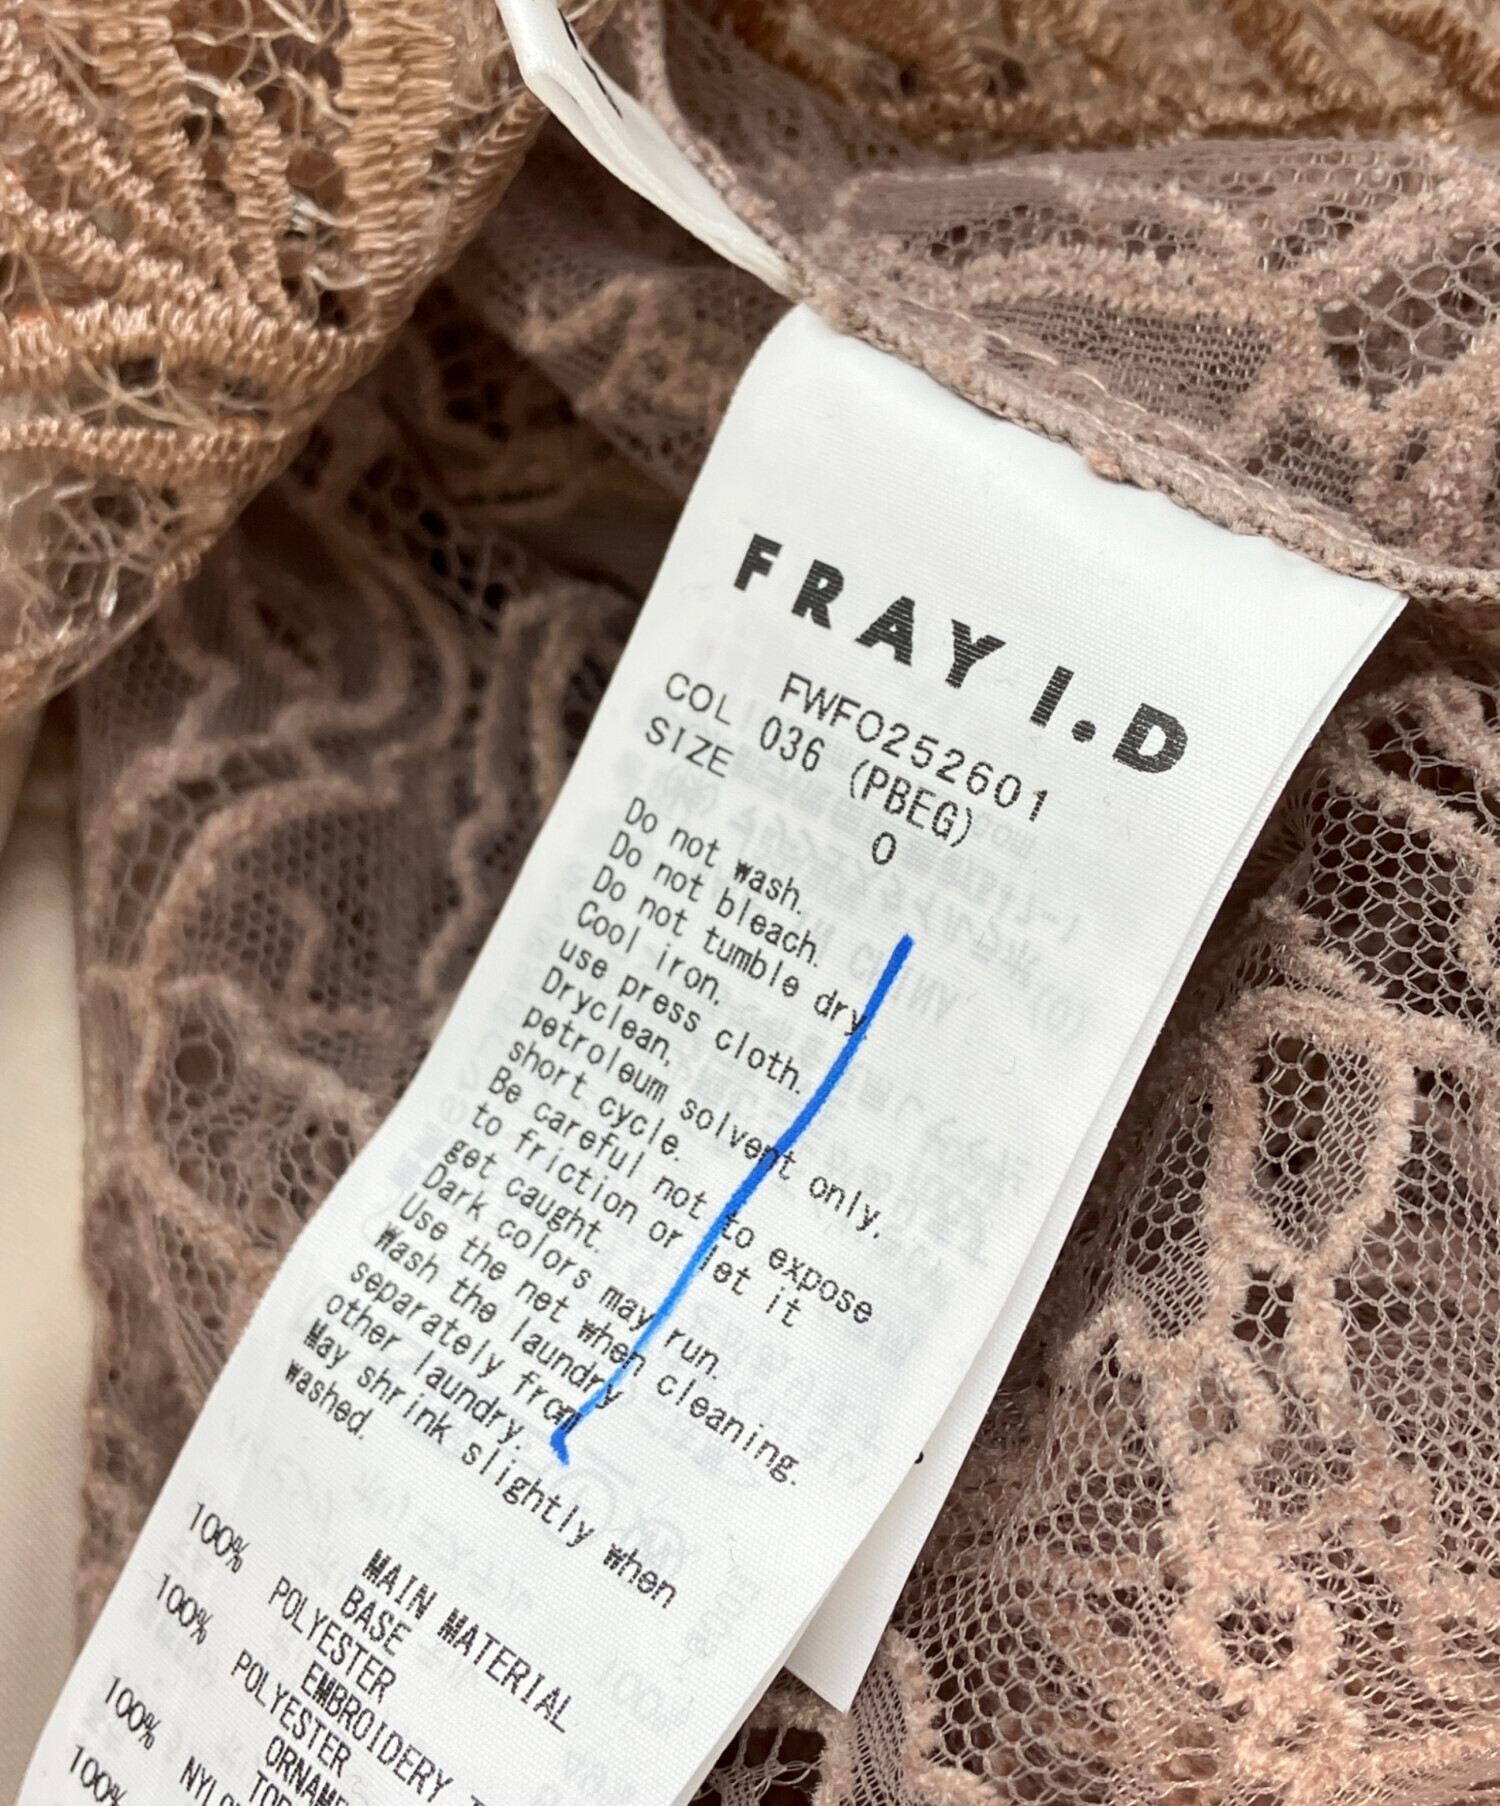 FRAY I.D
FWFO252601
COL 036 (PBEG)
SIZE 0
Do not wash.
Do not bleach.
Do not tumble dry.
Cool iron.
use press cloth.
Dryclean,
petroleum solvent only,
short cycle.
Be careful not to expose
to friction or let it
get caught.
Dark colors may run.
Use the net when cleaning.
Wash the laundry
separately from
other laundry.
May shrink slightly when
washed.
MAIN MATERIAL
BASE
100% POLYESTER
EMBROIDERY
100% POLYESTER
100%
100%